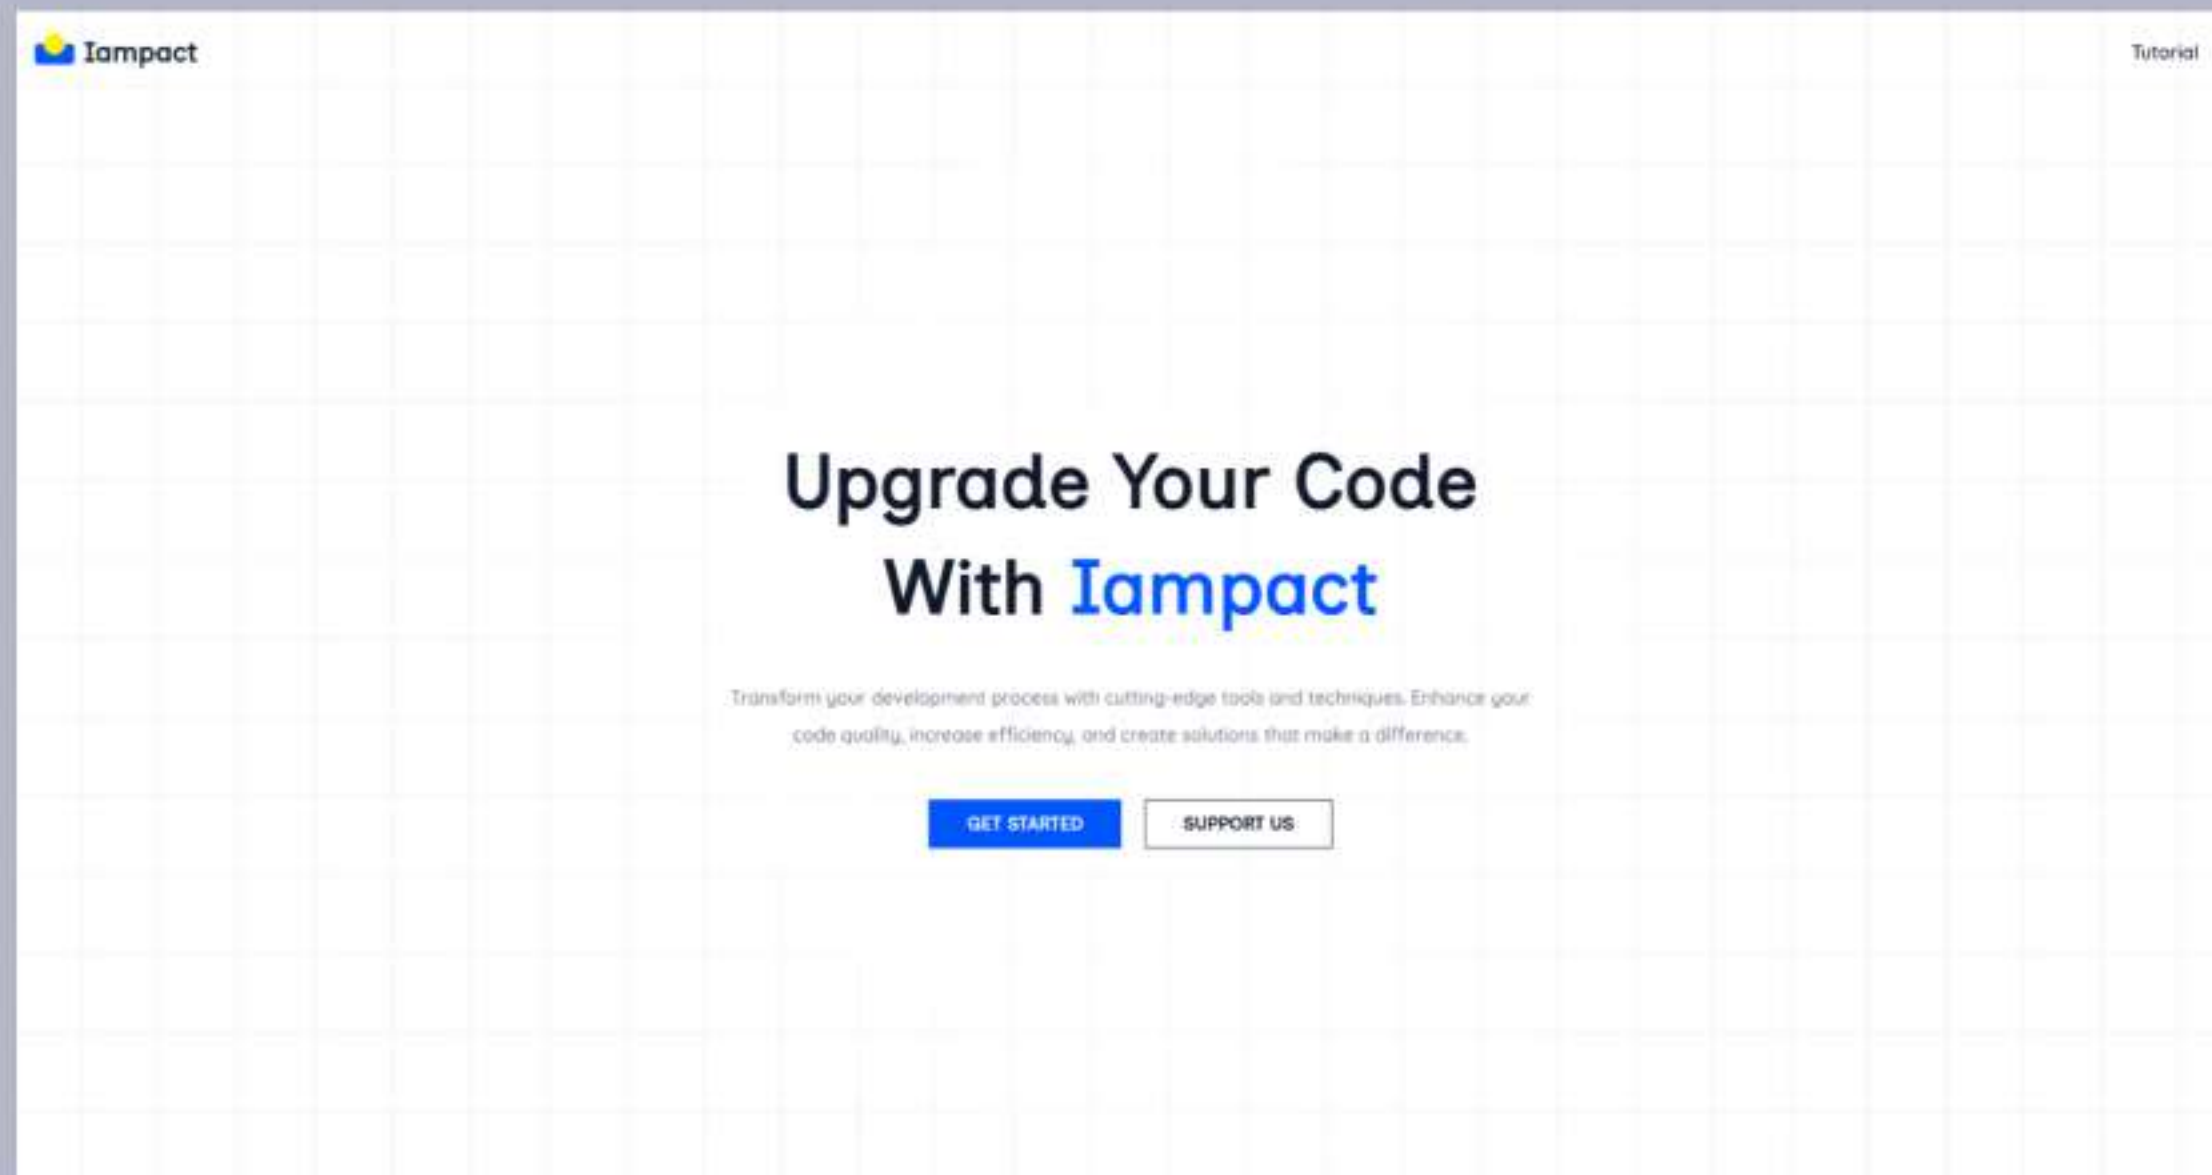 Iampact
Tutorial
Upgrade Your Code
With Iampact
Transform your development process with cutting-edge tools and techniques. Enhance your
code quality, increase efficiency, and create solutions that make a difference.
GET STARTED
SUPPORT US